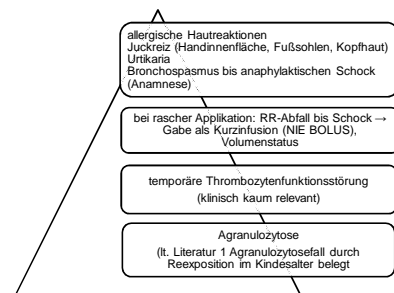 allergische Hautreaktionen
Juckreiz (Handinnenfläche, Fußsohlen, Kopfhaut)
Urtikaria
Bronchospasmus bis anaphylaktischen Schock
(Anamnese)
bei rascher Applikation: RR-Abfall bis Schock →
Gabe als Kurzinfusion (NIE BOLUS),
Volumenstatus
temporäre Thrombozytenfunktionsstörung
(klinisch kaum relevant)
Agranulozytose
(lt. Literatur 1 Agranulozytosefall durch
Reexposition im Kindesalter belegt